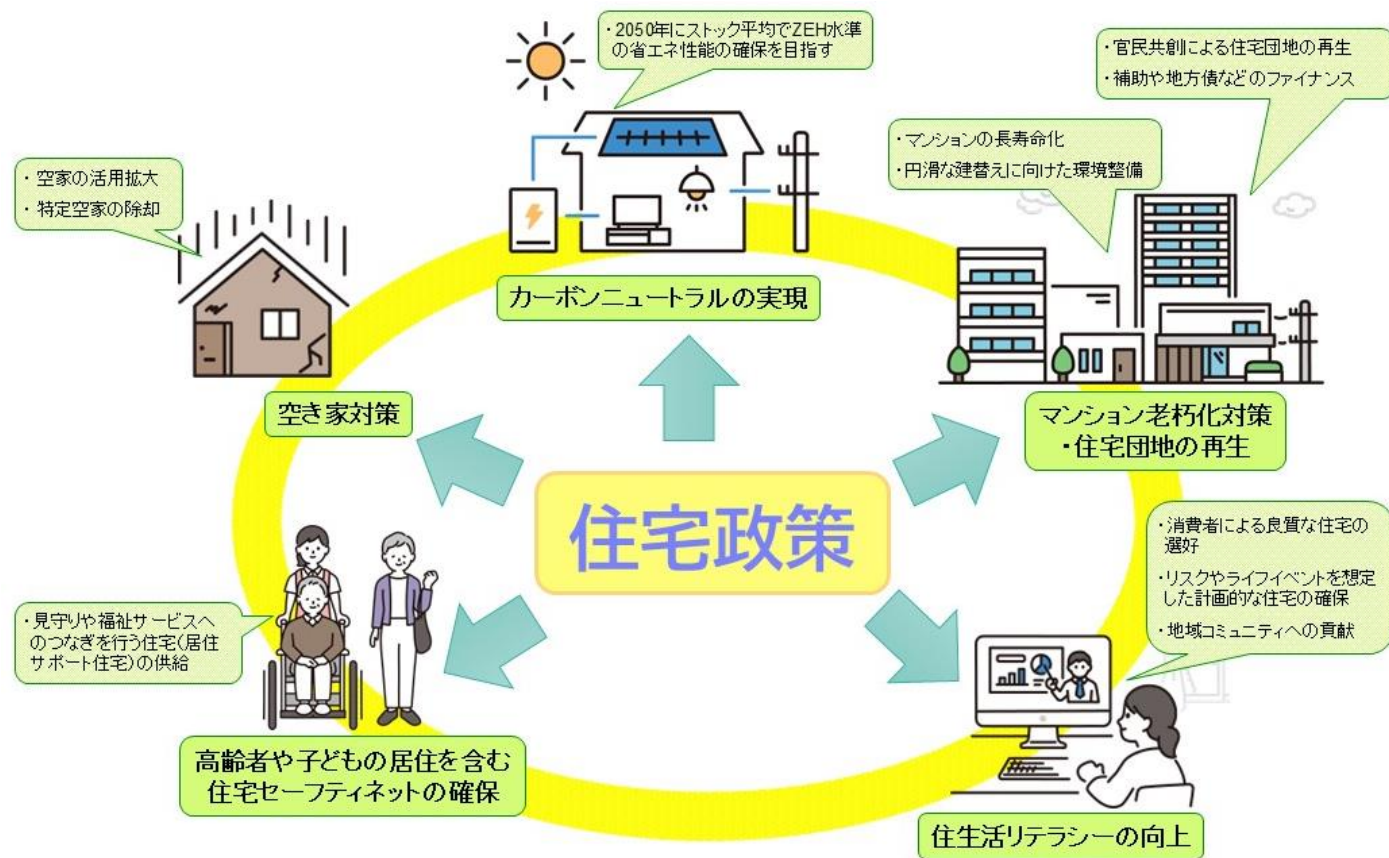 ・2050年にストック平均でZEH水準
の省エネ性能の確保を目指す
・官民共創による住宅団地の再生
・補助や地方債などのファイナンス
・マンションの長寿命化
・円滑な建替えに向けた環境整備
・空家の活用拡大
・特定空家の除却
カーボンニュートラルの実現
空き家対策
マンション老朽化対策
・住宅団地の再生
住宅政策
・消費者による良質な住宅の
選好
・リスクやライフイベントを想定
した計画的な住宅の確保
・地域コミュニティへの貢献
・見守りや福祉サービスへ
のつなぎを行う住宅(居住
サポート住宅)の供給
高齢者や子どもの居住を含む
住宅セーフティネットの確保
住生活リテラシーの向上